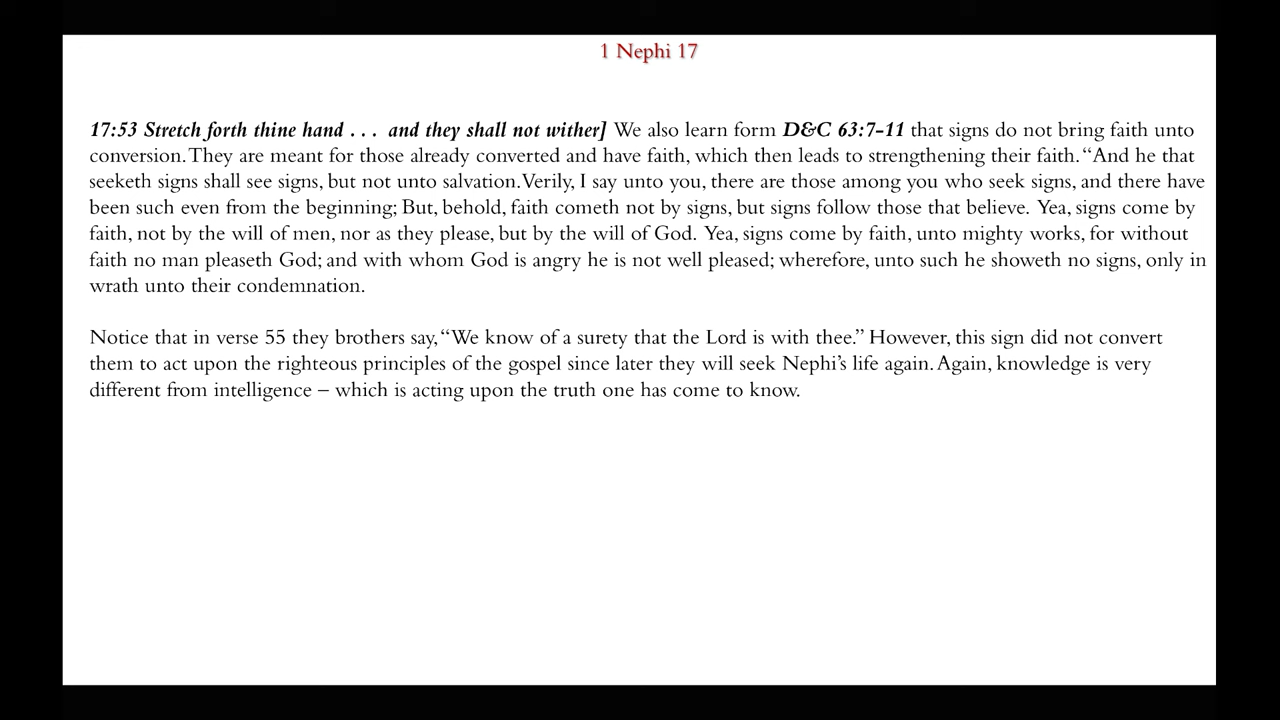 1 Nephi 17
17:53 Stretch forth thine hand . . . and they shall not wither] We also learn form D&C 63:7-11 that signs do not bring faith unto
conversion. They are meant for those already converted and have faith, which then leads to strengthening their faith. “And he that
seeketh signs shall see signs, but not unto salvation. Verily, I say unto you, there are those among you who seek signs, and there have
been such even from the beginning; But, behold, faith cometh not by signs, but signs follow those that believe. Yea, signs come by
faith, not by the will of men, nor as they please, but by the will of God. Yea, signs come by faith, unto mighty works, for without
faith no man pleaseth God; and with whom God is angry he is not well pleased; wherefore, unto such he showeth no signs, only in
wrath unto their condemnation.
Notice that in verse 55 they brothers say, “We know of a surety that the Lord is with thee.” However, this sign did not convert
them to act upon the righteous principles of the gospel since later they will seek Nephi’s life again. Again, knowledge is very
different from intelligence – which is acting upon the truth one has come to know.